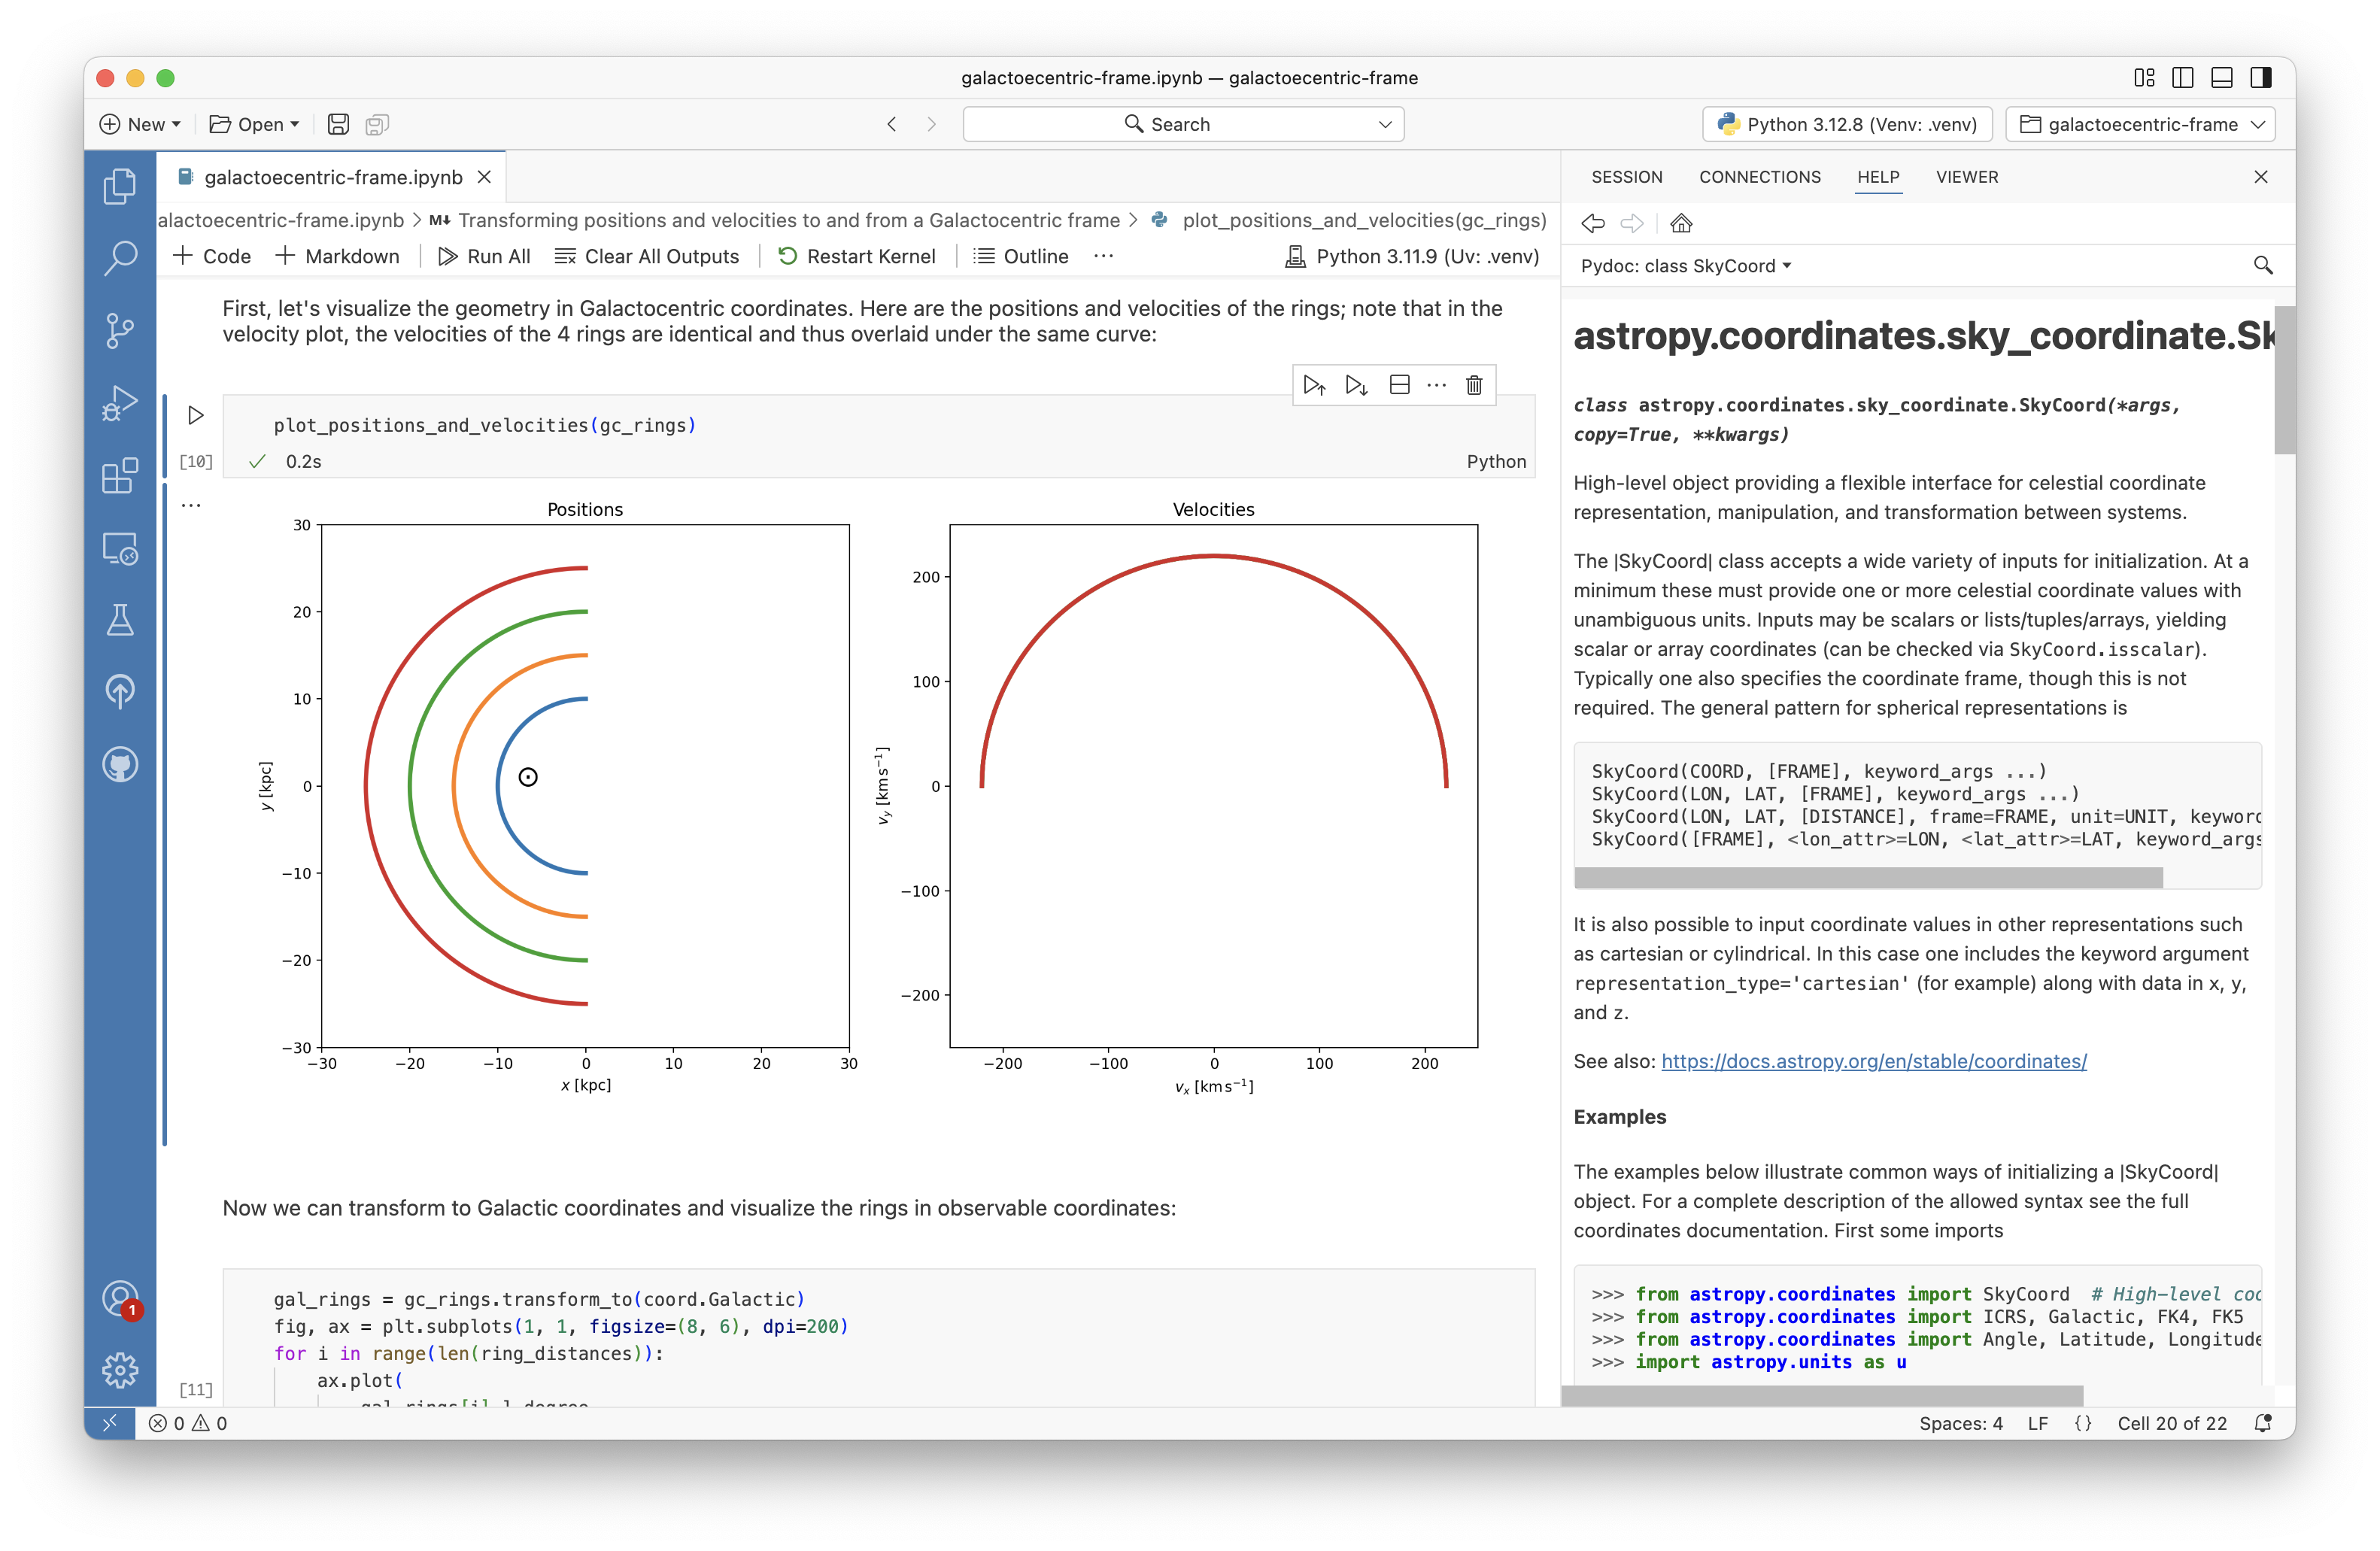 galactoecentric-frame.ipynb — galactoecentric-frame
New
Open
Search
Python 3.12.8 (Venv: .venv)
galactoecentric-frame
galactoecentric-frame.ipynb
alactoecentric-frame.ipynb > M↓ Transforming positions and velocities to and from a Galactocentric frame > plot_positions_and_velocities(gc_rings)
+ Code + Markdown Run All Clear All Outputs Restart Kernel Outline ··· Python 3.11.9 (Uv: .venv)
First, let's visualize the geometry in Galactocentric coordinates. Here are the positions and velocities of the rings; note that in the
velocity plot, the velocities of the 4 rings are identical and thus overlaid under the same curve:
plot_positions_and_velocities(gc_rings)
[10]
0.2s
Python
Positions
30
20
10
0
−10
−20
−30
y [kpc]
−30 −20 −10 0 10 20 30
x [kpc]
Velocities
200
100
0
−100
−200
v_y [km s⁻¹]
−200 −100 0 100 200
v_x [km s⁻¹]
Now we can transform to Galactic coordinates and visualize the rings in observable coordinates:
gal_rings = gc_rings.transform_to(coord.Galactic)
fig, ax = plt.subplots(1, 1, figsize=(8, 6), dpi=200)
for i in range(len(ring_distances)):
ax.plot(
gal_rings[i].l.degree
[11]
SESSION CONNECTIONS HELP VIEWER
Pydoc: class SkyCoord
astropy.coordinates.sky_coordinate.Sk
class astropy.coordinates.sky_coordinate.SkyCoord(*args,
copy=True, **kwargs)
High-level object providing a flexible interface for celestial coordinate
representation, manipulation, and transformation between systems.
The |SkyCoord| class accepts a wide variety of inputs for initialization. At a
minimum these must provide one or more celestial coordinate values with
unambiguous units. Inputs may be scalars or lists/tuples/arrays, yielding
scalar or array coordinates (can be checked via SkyCoord.isscalar).
Typically one also specifies the coordinate frame, though this is not
required. The general pattern for spherical representations is
SkyCoord(COORD, [FRAME], keyword_args ...)
SkyCoord(LON, LAT, [FRAME], keyword_args ...)
SkyCoord(LON, LAT, [DISTANCE], frame=FRAME, unit=UNIT, keyword
SkyCoord([FRAME], <lon_attr>=LON, <lat_attr>=LAT, keyword_args
It is also possible to input coordinate values in other representations such
as cartesian or cylindrical. In this case one includes the keyword argument
representation_type='cartesian' (for example) along with data in x, y,
and z.
See also: https://docs.astropy.org/en/stable/coordinates/
Examples
The examples below illustrate common ways of initializing a |SkyCoord|
object. For a complete description of the allowed syntax see the full
coordinates documentation. First some imports
>>> from astropy.coordinates import SkyCoord # High-level coo
>>> from astropy.coordinates import ICRS, Galactic, FK4, FK5
>>> from astropy.coordinates import Angle, Latitude, Longitude
>>> import astropy.units as u
1
0 0
Spaces: 4 LF {} Cell 20 of 22